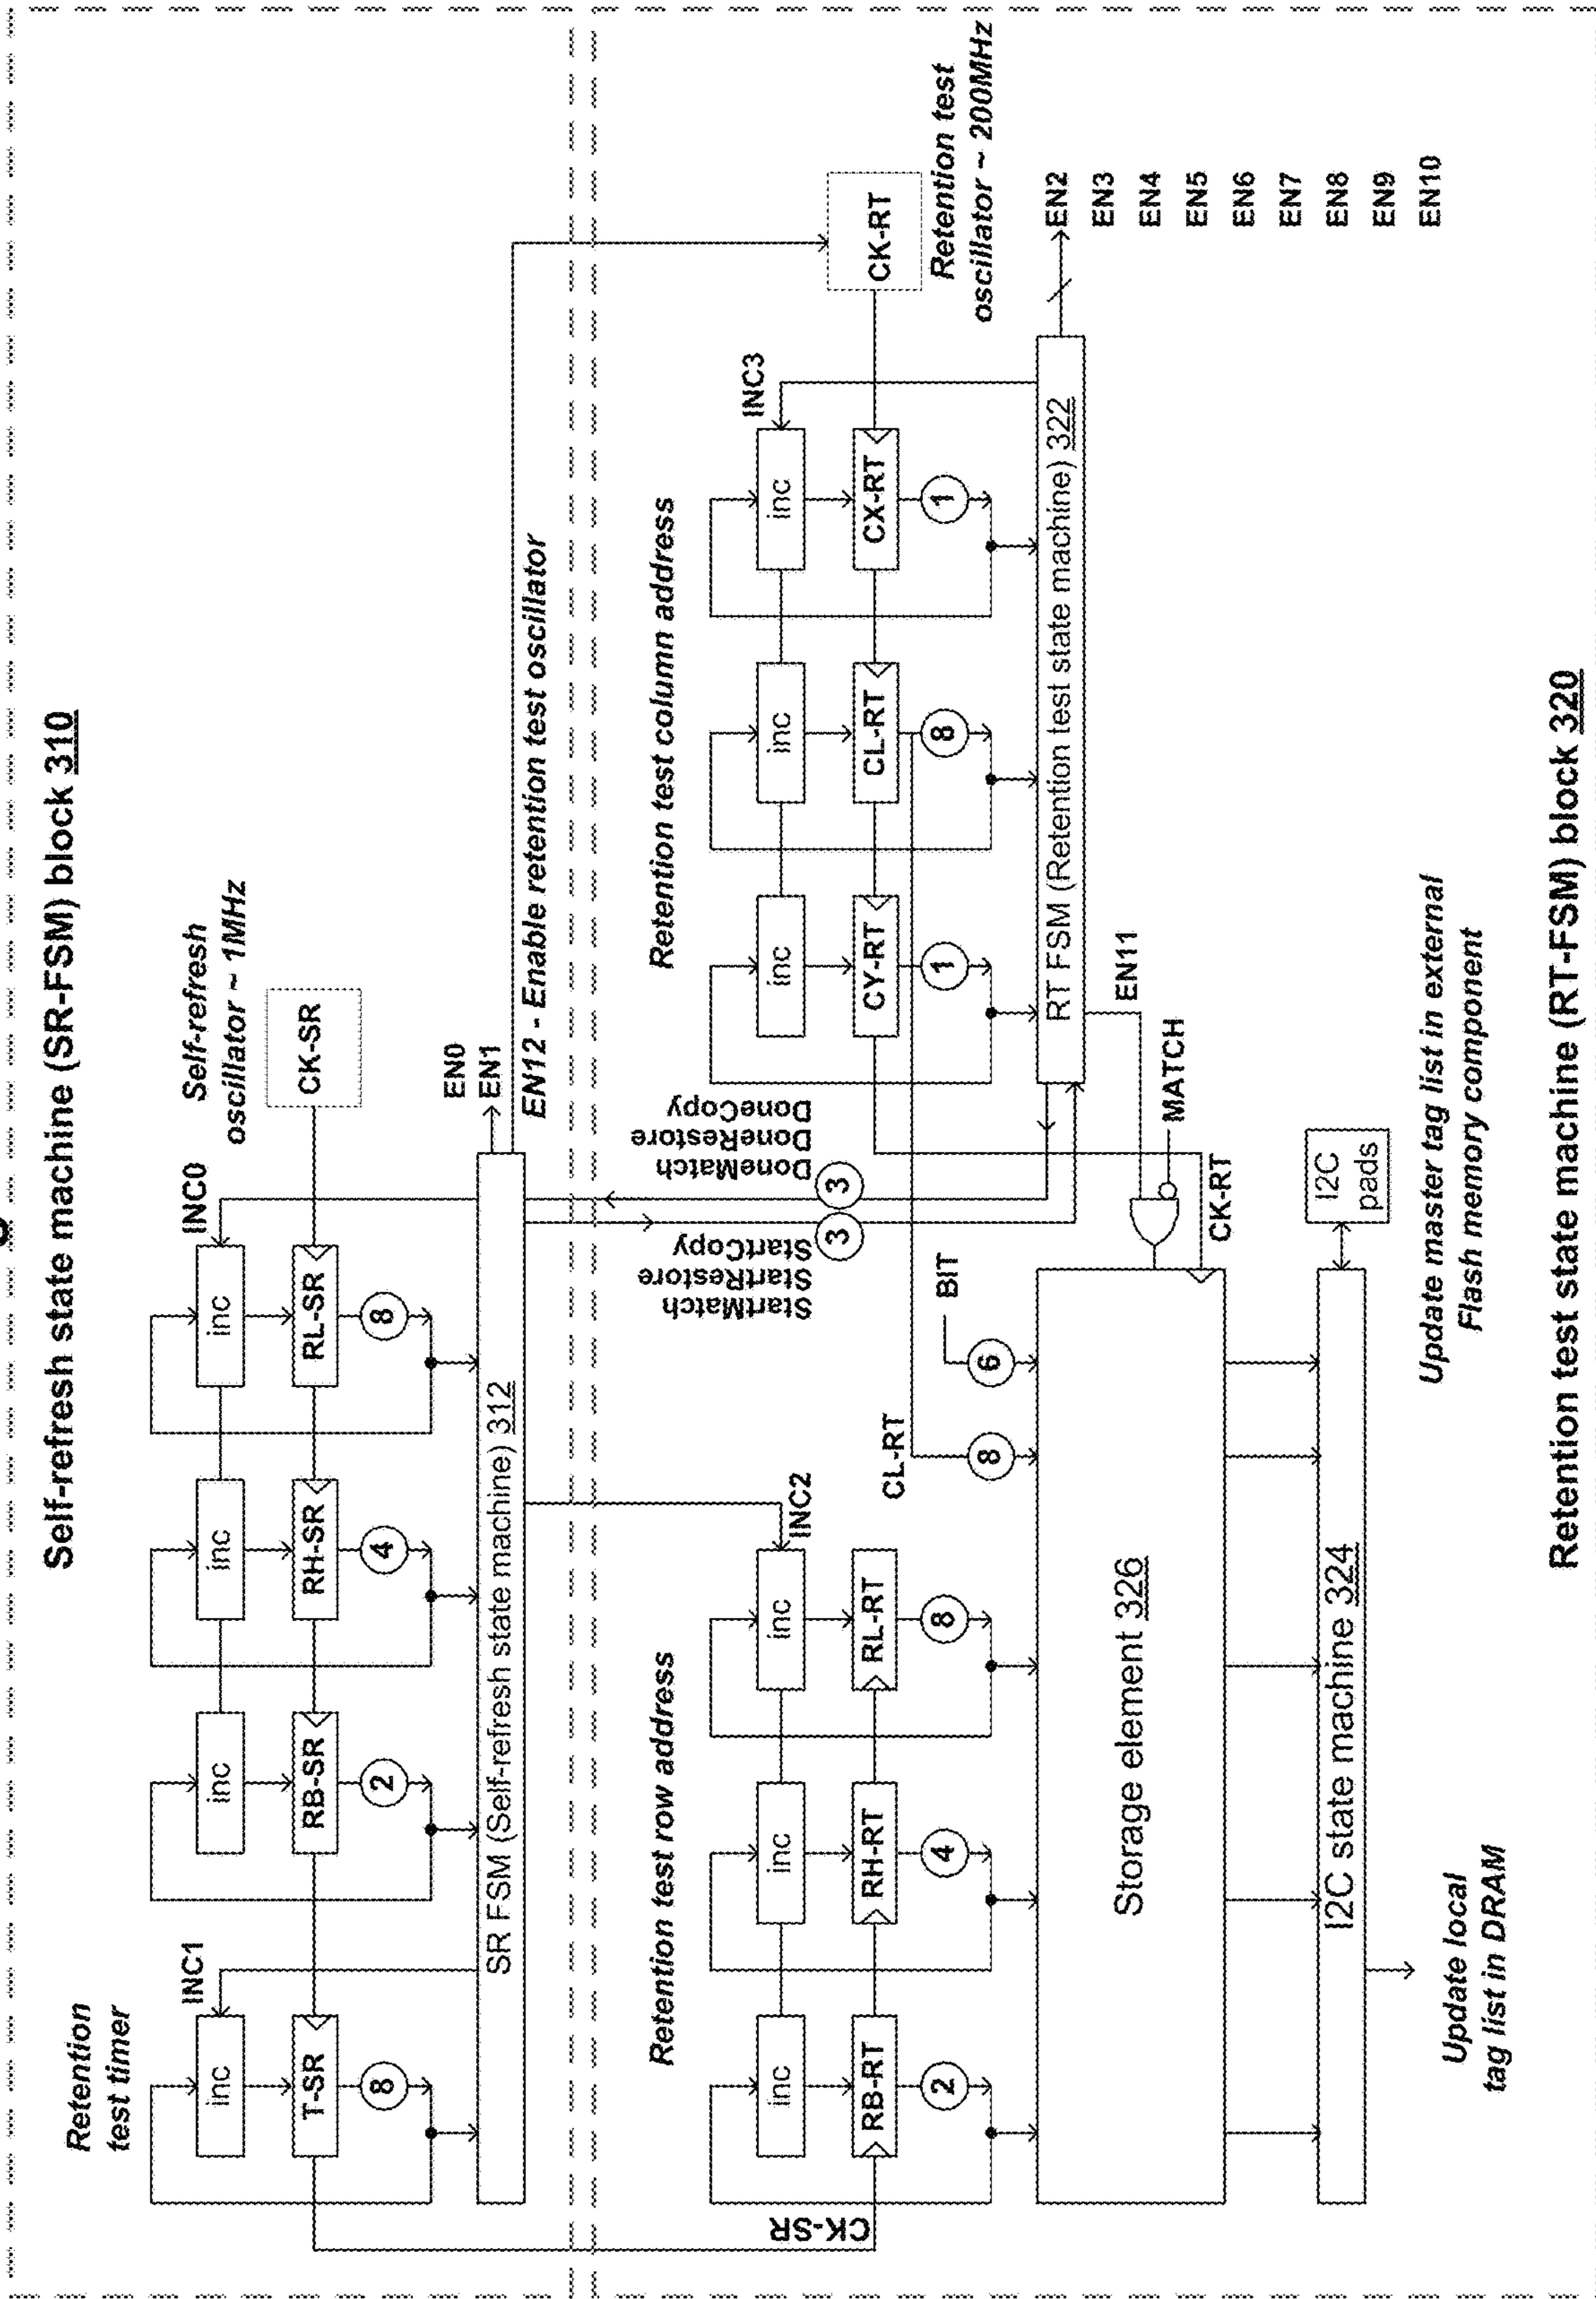 Self-refresh state machine (SR-FSM) block 310
Retention
test timer
Self-refresh
oscillator ~ 1MHz
INC1
INC0
inc
inc
inc
inc
T-SR
RB-SR
RH-SR
RL-SR
CK-SR
8
2
4
8
SR FSM (Self-refresh state machine) 312
EN0
EN1
EN12 - Enable retention test oscillator
CK-SR
StartMatch
StartRestore
StartCopy
3
DoneMatch
DoneRestore
DoneCopy
3
Retention test row address
Retention test column address
INC2
INC3
inc
inc
inc
inc
inc
inc
RB-RT
RH-RT
RL-RT
CY-RT
CL-RT
CX-RT
CK-RT
2
4
8
1
8
1
Retention test
oscillator ~ 200MHz
CL-RT
BIT
8
6
RT FSM (Retention test state machine) 322
EN2
EN3
EN4
EN5
EN6
EN7
EN8
EN9
EN10
EN11
MATCH
CK-RT
Storage element 326
I2C state machine 324
I2C
pads
Update local
tag list in DRAM
Update master tag list in external
Flash memory component
Retention test state machine (RT-FSM) block 320